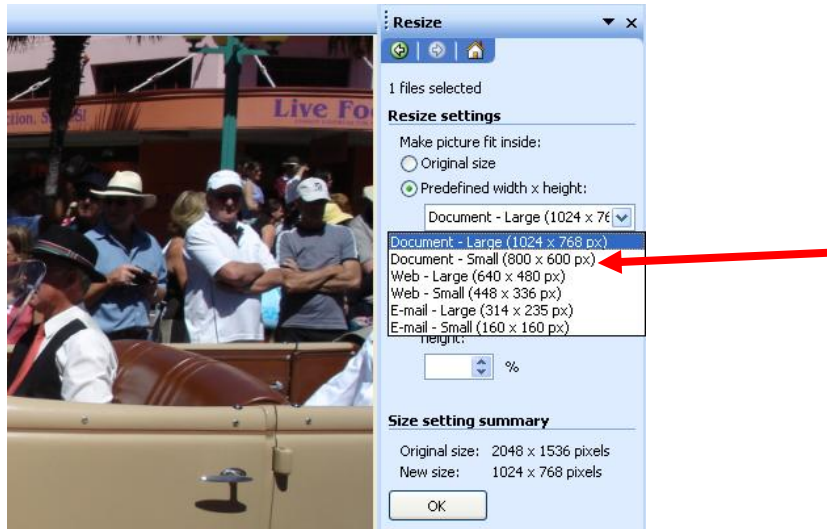 Resize
1 files selected
Resize settings
Make picture fit inside:
Original size
Predefined width x height:
Document - Large (1024 x 76
Document - Large (1024 x 768 px)
Document - Small (800 x 600 px)
Web - Large (640 x 480 px)
Web - Small (448 x 336 px)
E-mail - Large (314 x 235 px)
E-mail - Small (160 x 160 px)
height:
%
Size setting summary
Original size: 2048 x 1536 pixels
New size: 1024 x 768 pixels
OK
Live Fo